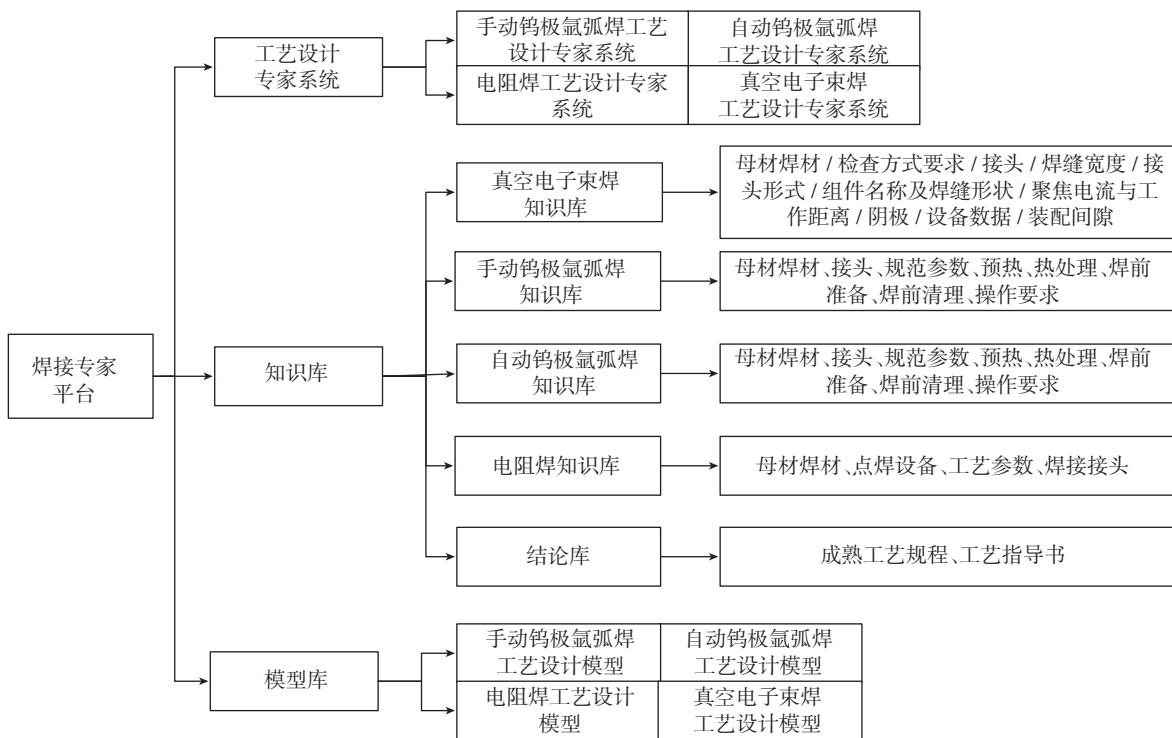 手动钨极氩弧焊工艺
设计专家系统
自动钨极氩弧焊
工艺设计专家系统
工艺设计
专家系统
电阻焊工艺设计专家
系统
真空电子束焊
工艺设计专家系统
真空电子束焊
知识库
母材焊材 / 检查方式要求 / 接头 / 焊缝宽度 / 接
头形式 / 组件名称及焊缝形状 / 聚焦电流与工
作距离 / 阴极 / 设备数据 / 装配间隙
手动钨极氩弧焊
知识库
母材焊材、接头、规范参数、预热、热处理、焊前
准备、焊前清理、操作要求
焊接专家
平台
知识库
自动钨极氩弧焊
知识库
母材焊材、接头、规范参数、预热、热处理、焊前
准备、焊前清理、操作要求
电阻焊知识库
母材焊材、点焊设备、工艺参数、焊接接头
结论库
成熟工艺规程、工艺指导书
模型库
手动钨极氩弧焊
工艺设计模型
自动钨极氩弧焊
工艺设计模型
电阻焊工艺设计
模型
真空电子束焊
工艺设计模型